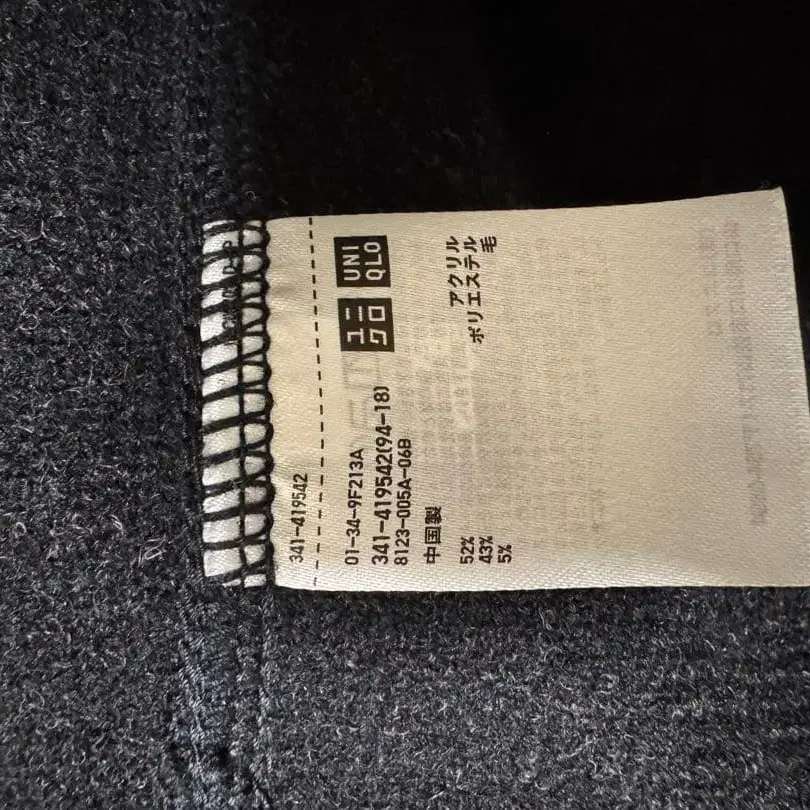 341-419542
01-34-9F213A
341-419542(94-18)
8123-005A-06B
ユニ
クロ
UNI
QLO
中国製
アクリル 52%
ポリエステル 43%
毛 5%